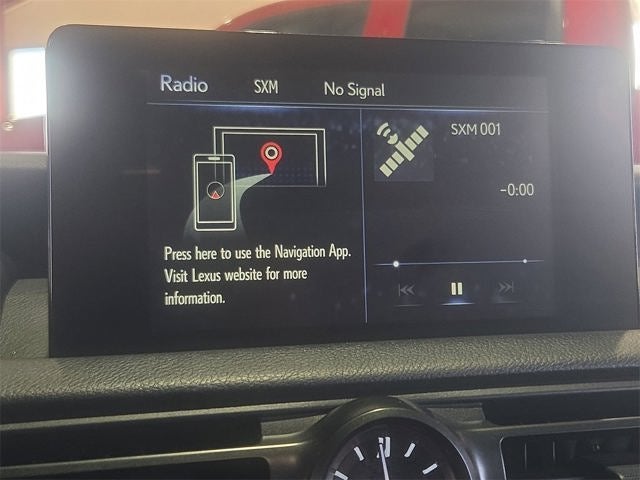 Radio SXM No Signal
SXM 001
-0:00
Press here to use the Navigation App.
Visit Lexus website for more
information.